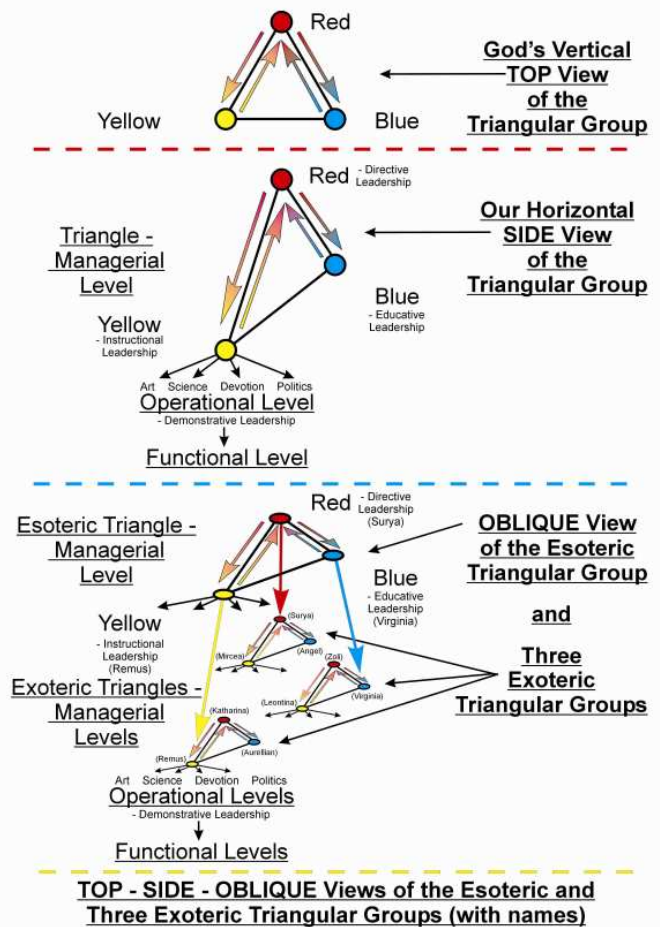 Red
God's Vertical
TOP View
of the
Triangular Group
Yellow
Blue
Red
- Directive
Leadership
Our Horizontal
SIDE View
of the
Triangular Group
Triangle -
Managerial
Level
Blue
- Educative
Leadership
Yellow
- Instructional
Leadership
Art Science Devotion Politics
Operational Level
- Demonstrative Leadership
Functional Level
Red
- Directive
Leadership
(Surya)
Esoteric Triangle -
Managerial
Level
OBLIQUE View
of the Esoteric
Triangular Group
and
Three
Exoteric
Triangular Groups
Blue
- Educative
Leadership
(Virginia)
Yellow
- Instructional
Leadership
(Remus)
(Surya)
(Mircea)
(Angel)
(Zoli)
(Leontina)
(Virginia)
Exoteric Triangles -
Managerial
Levels
(Katharina)
(Remus)
(Aurellian)
Art Science Devotion Politics
Operational Levels
- Demonstrative Leadership
Functional Levels
TOP - SIDE - OBLIQUE Views of the Esoteric and
Three Exoteric Triangular Groups (with names)